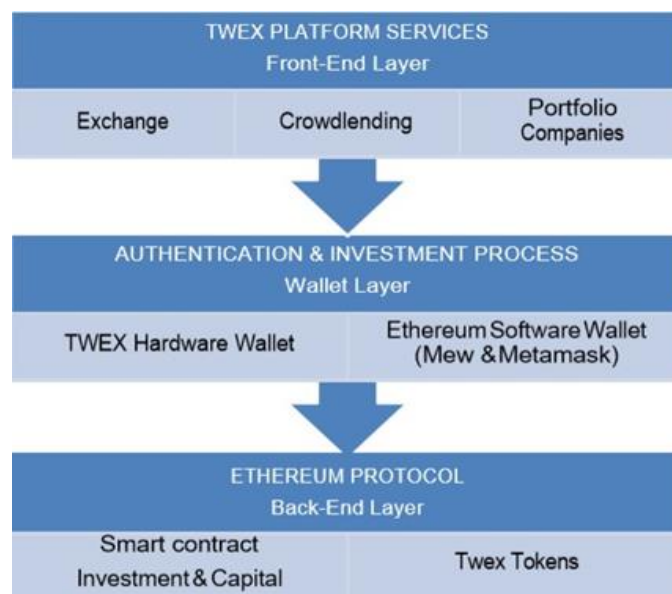 TWEX PLATFORM SERVICES
Front-End Layer
Exchange
Crowdlending
Portfolio
Companies
AUTHENTICATION & INVESTMENT PROCESS
Wallet Layer
TWEX Hardware Wallet
Ethereum Software Wallet
(Mew & Metamask)
ETHEREUM PROTOCOL
Back-End Layer
Smart contract
Investment & Capital
Twex Tokens